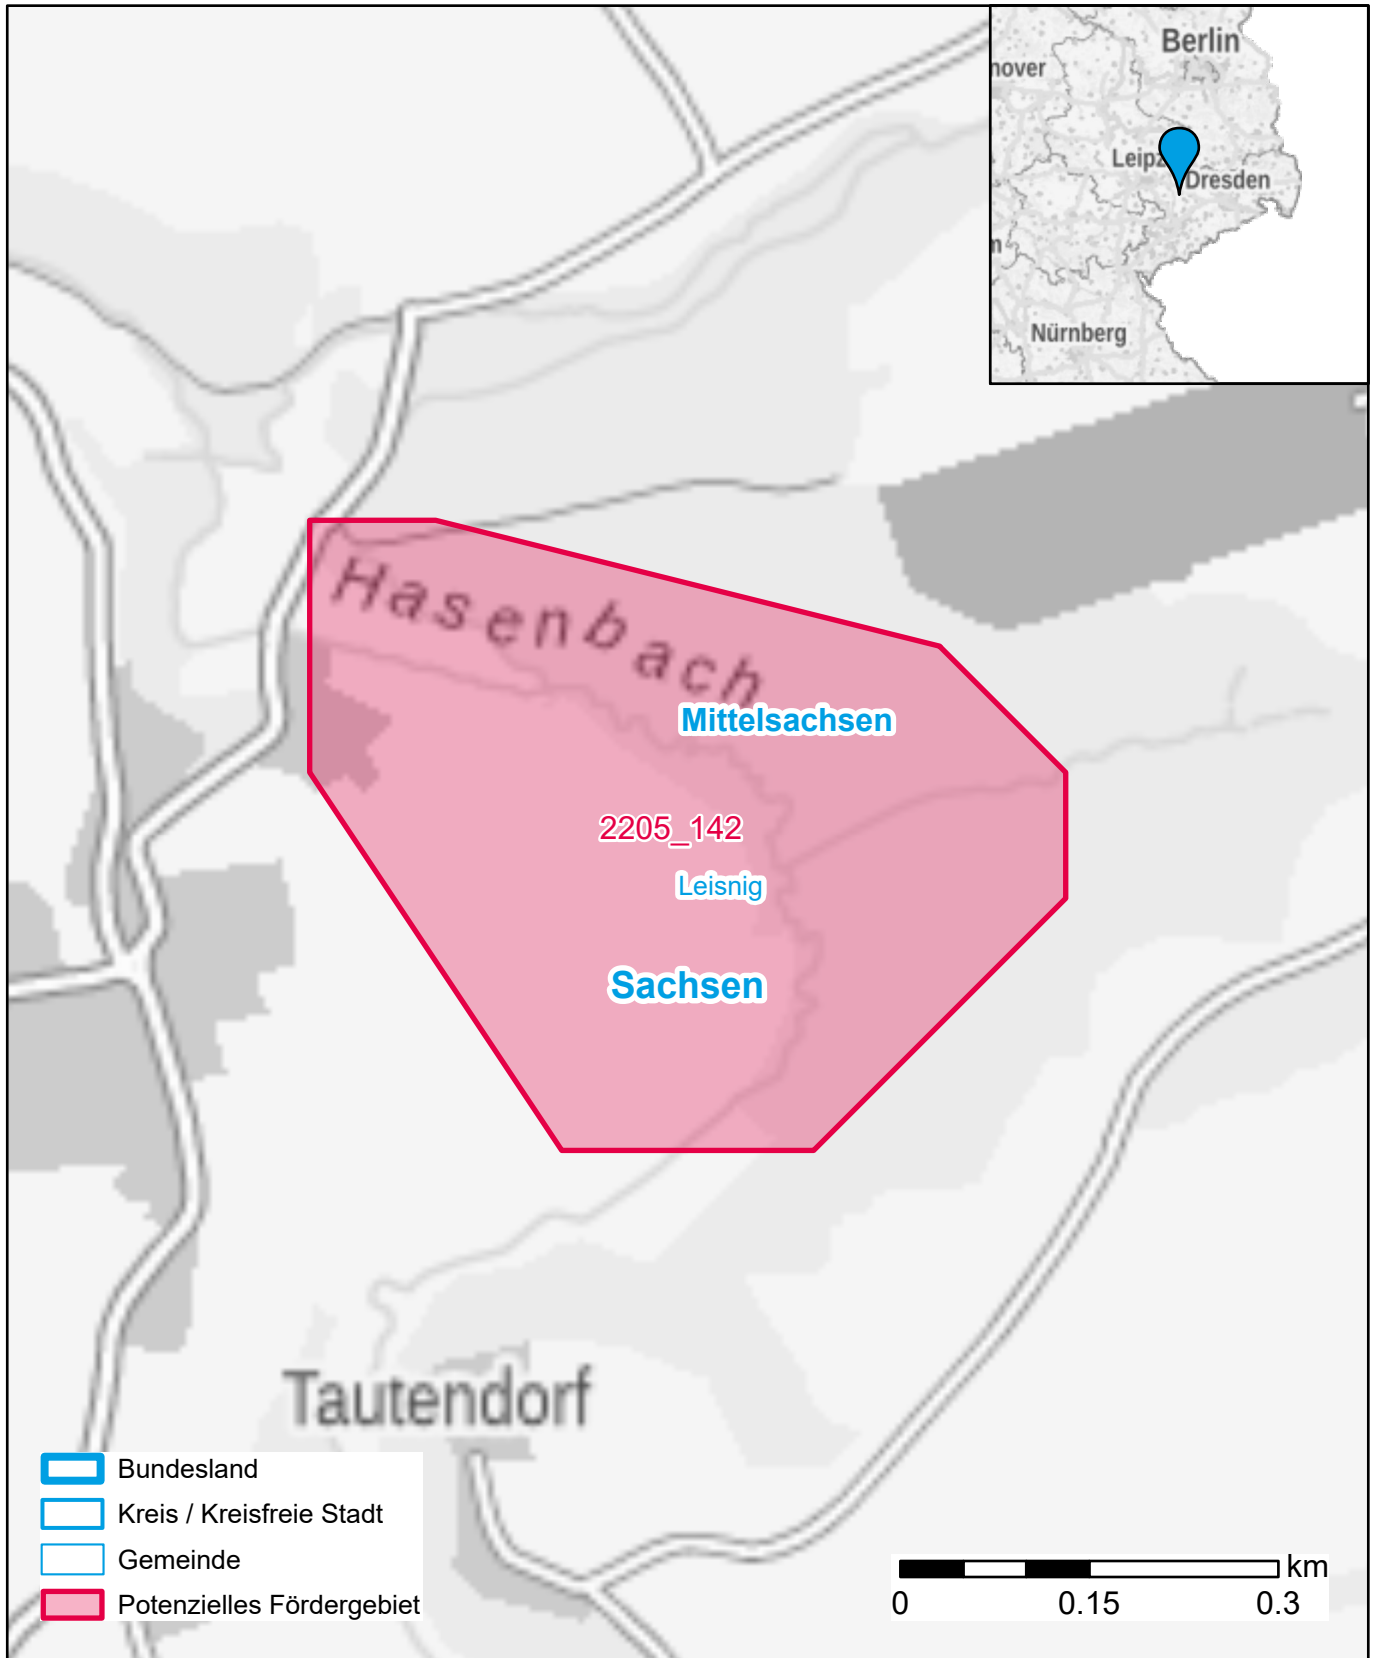 Berlin
nover
Leipz
Dresden
m
Nürnberg
Hasenbach
Mittelsachsen
2205_142
Leisnig
Sachsen
Tautendorf
Bundesland
Kreis / Kreisfreie Stadt
Gemeinde
Potenzielles Fördergebiet
km
0 0.15 0.3